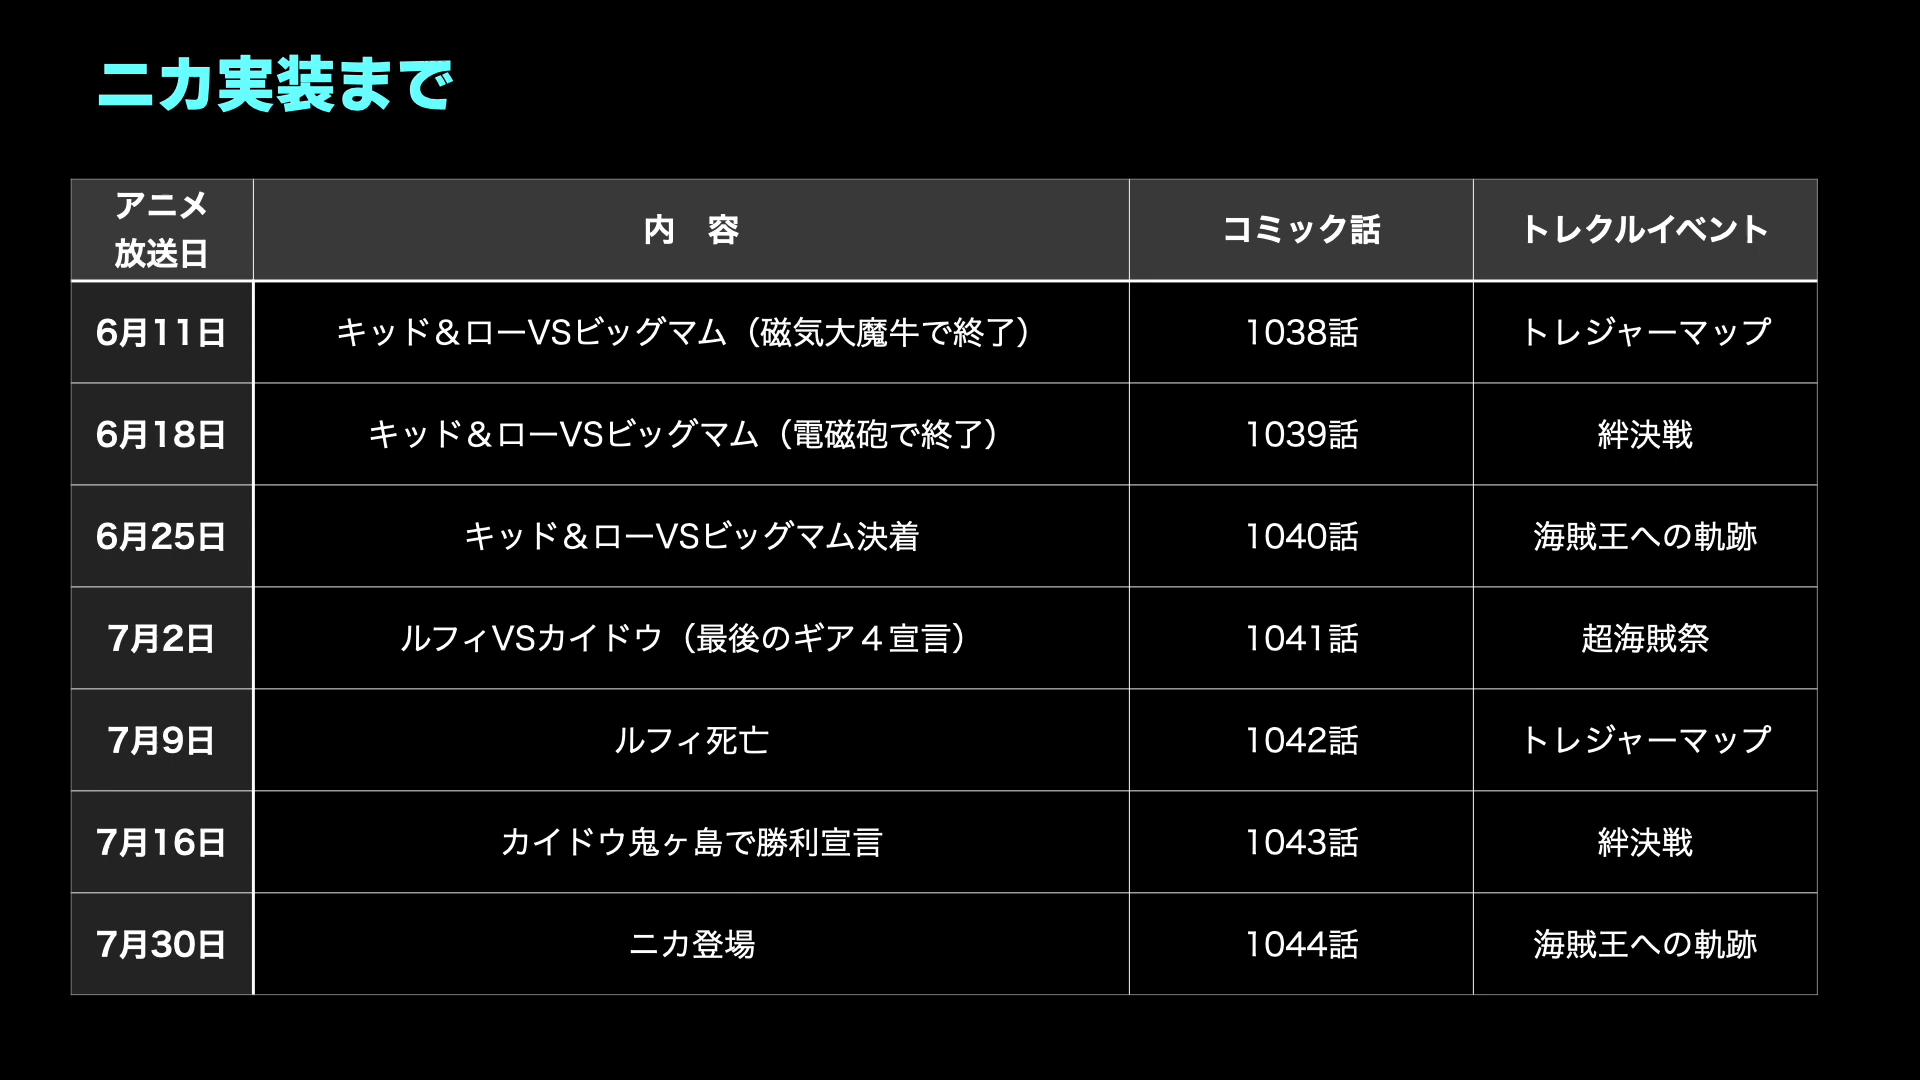 ニカ実装まで
アニメ
放送日
内　容
コミック話
トレクルイベント
6月11日
キッド＆ローVSビッグマム（磁気大魔牛で終了）
1038話
トレジャーマップ
6月18日
キッド＆ローVSビッグマム（電磁砲で終了）
1039話
絆決戦
6月25日
キッド＆ローVSビッグマム決着
1040話
海賊王への軌跡
7月2日
ルフィVSカイドウ（最後のギア４宣言）
1041話
超海賊祭
7月9日
ルフィ死亡
1042話
トレジャーマップ
7月16日
カイドウ鬼ヶ島で勝利宣言
1043話
絆決戦
7月30日
ニカ登場
1044話
海賊王への軌跡